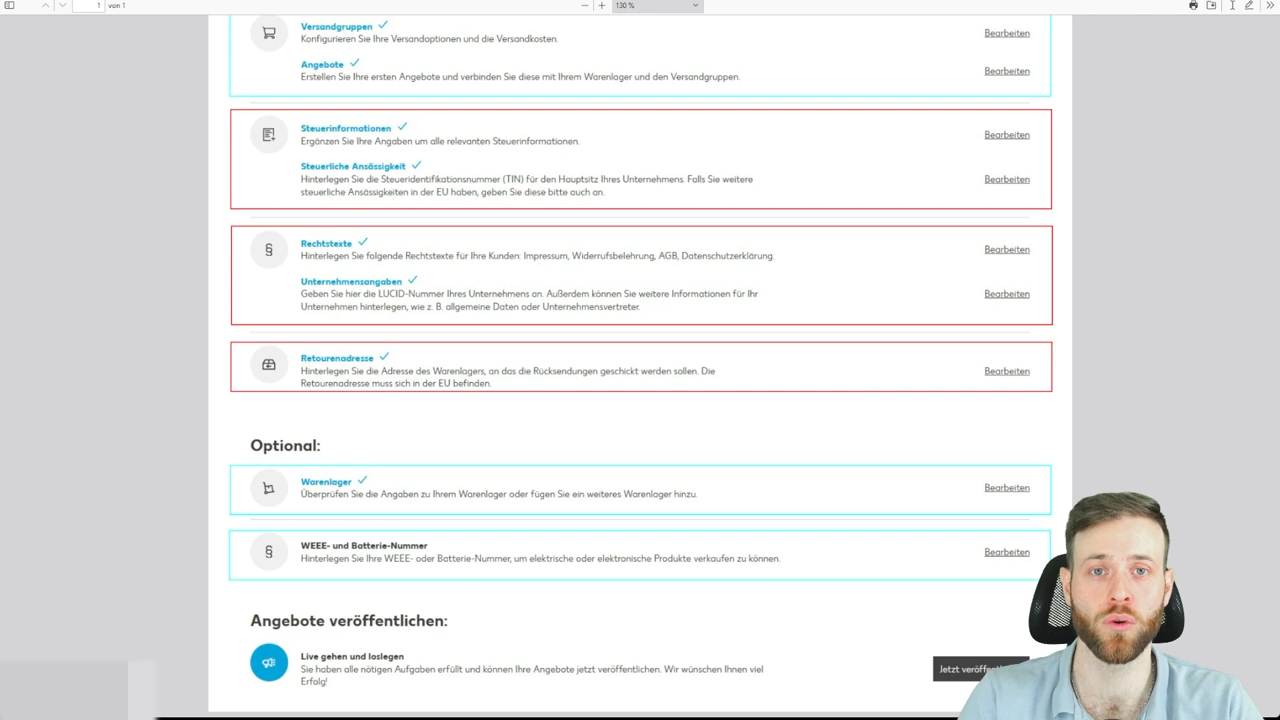 1 von 1
130 %
Versandgruppen
Konfigurieren Sie Ihre Versandoptionen und die Versandkosten.
Bearbeiten
Angebote
Erstellen Sie Ihre ersten Angebote und verbinden Sie diese mit Ihrem Warenlager und den Versandgruppen.
Bearbeiten
Steuerinformationen
Ergänzen Sie Ihre Angaben um alle relevanten Steuerinformationen.
Bearbeiten
Steuerliche Ansässigkeit
Hinterlegen Sie die Steueridentifikationsnummer (TIN) für den Hauptsitz Ihres Unternehmens. Falls Sie weitere
steuerliche Ansässigkeiten in der EU haben, geben Sie diese bitte auch an.
Bearbeiten
§
Rechtstexte
Hinterlegen Sie folgende Rechtstexte für Ihre Kunden: Impressum, Widerrufsbelehrung, AGB, Datenschutzerklärung.
Bearbeiten
Unternehmensangaben
Geben Sie hier die LUCID-Nummer Ihres Unternehmens an. Außerdem können Sie weitere Informationen für Ihr
Unternehmen hinterlegen, wie z. B. allgemeine Daten oder Unternehmensvertreter.
Bearbeiten
Retourenadresse
Hinterlegen Sie die Adresse des Warenlagers, an das die Rücksendungen geschickt werden sollen. Die
Retourenadresse muss sich in der EU befinden.
Bearbeiten
Optional:
Warenlager
Überprüfen Sie die Angaben zu Ihrem Warenlager oder fügen Sie ein weiteres Warenlager hinzu.
Bearbeiten
§
WEEE- und Batterie-Nummer
Hinterlegen Sie Ihre WEEE- oder Batterie-Nummer, um elektrische oder elektronische Produkte verkaufen zu können.
Bearbeiten
Angebote veröffentlichen:
Live gehen und loslegen
Sie haben alle nötigen Aufgaben erfüllt und können Ihre Angebote jetzt veröffentlichen. Wir wünschen Ihnen viel
Erfolg!
Jetzt